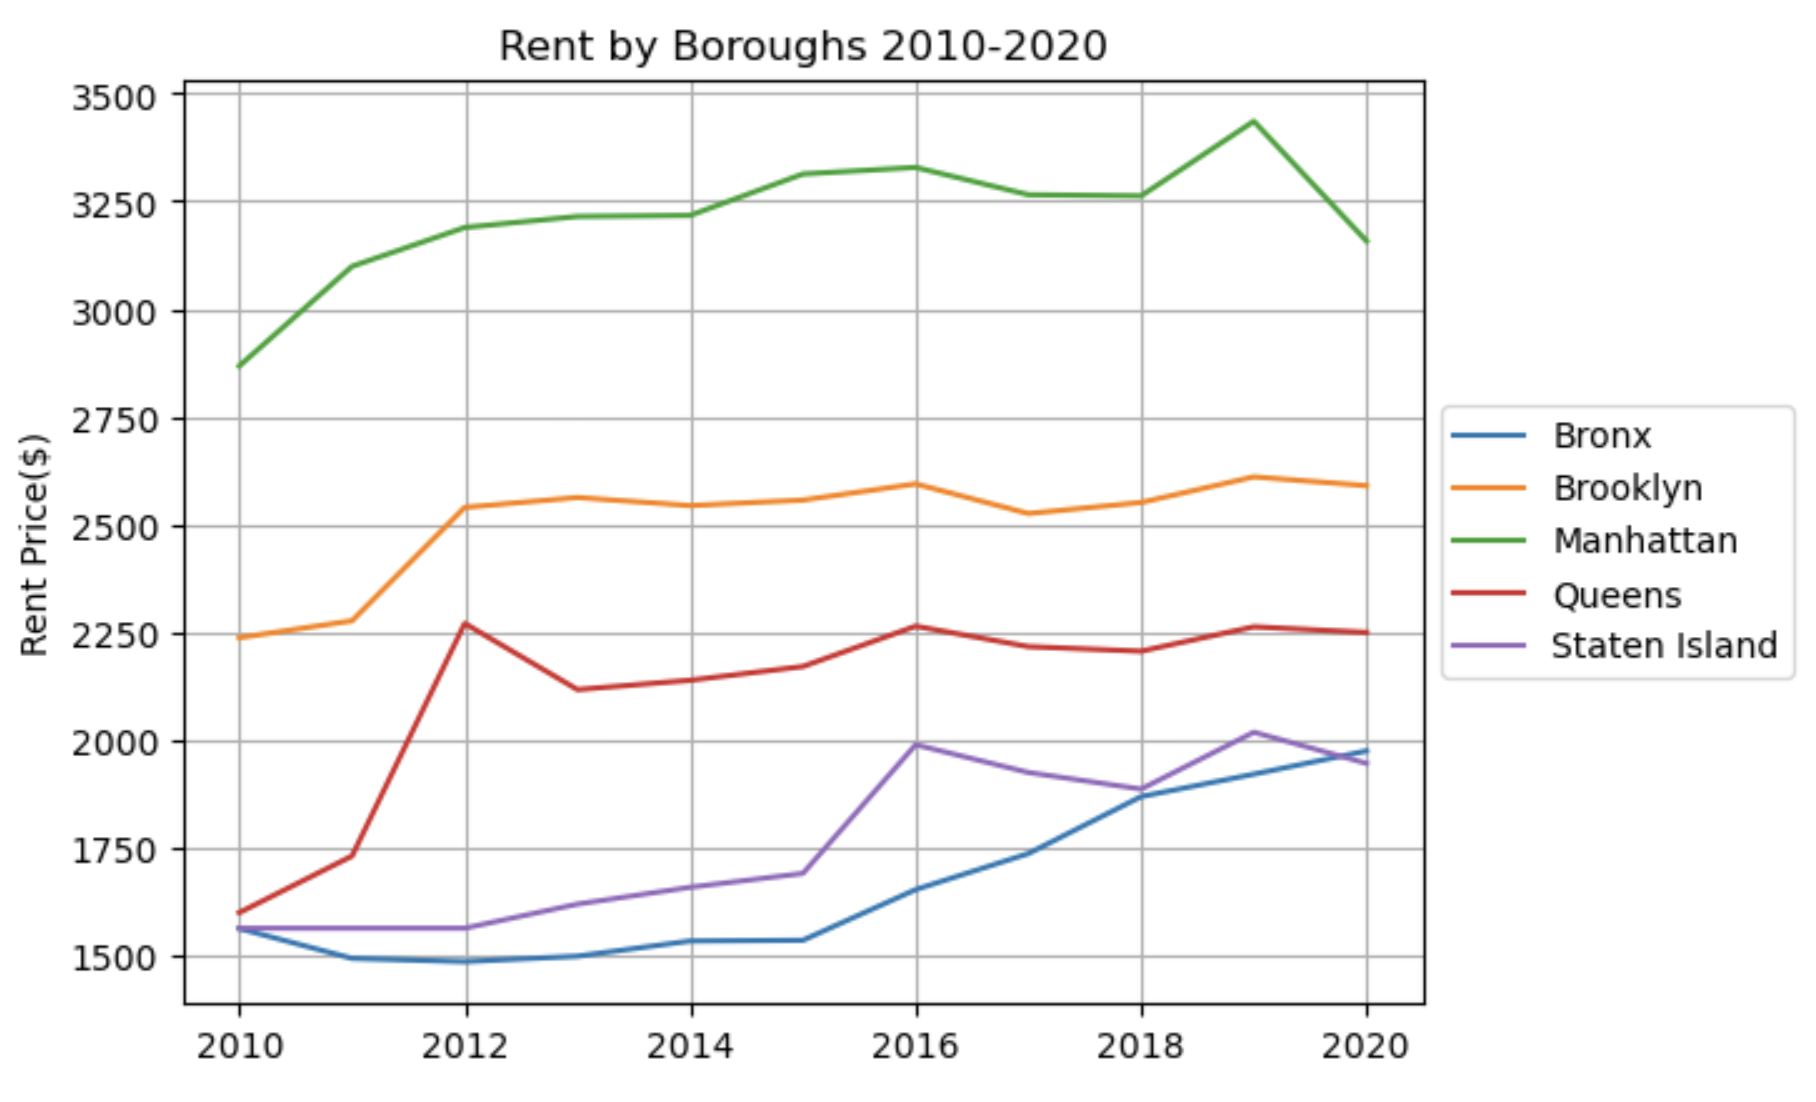 Rent by Boroughs 2010-2020
Rent Price($)
3500
3250
3000
2750
2500
2250
2000
1750
1500
2010 2012 2014 2016 2018 2020
Bronx
Brooklyn
Manhattan
Queens
Staten Island